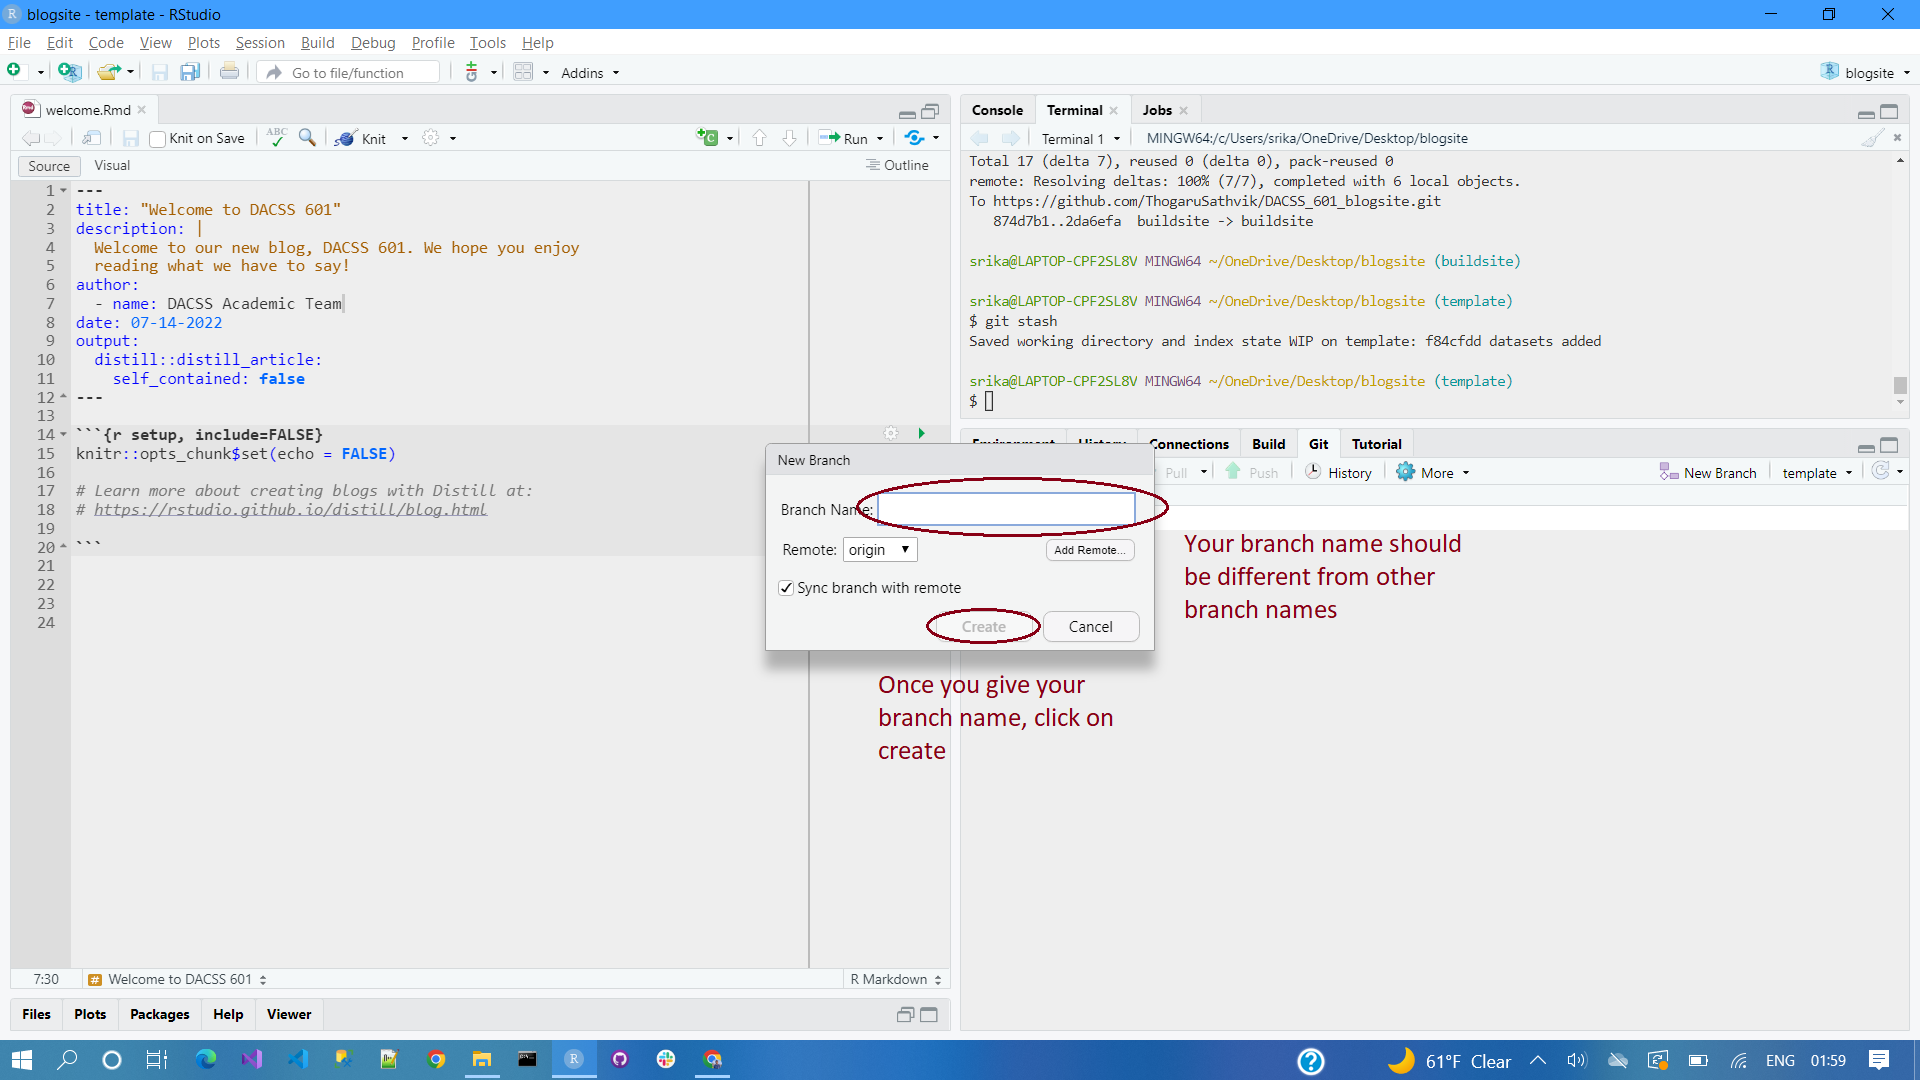 blogsite - template - RStudio
File Edit Code View Plots Session Build Debug Profile Tools Help
Go to file/function Addins blogsite
welcome.Rmd
Knit on Save ABC Knit Run
Source Visual Outline
1 ---
2 title: "Welcome to DACSS 601"
3 description: |
4 Welcome to our new blog, DACSS 601. We hope you enjoy
5 reading what we have to say!
6 author:
7 - name: DACSS Academic Team
8 date: 07-14-2022
9 output:
10 distill::distill_article:
11 self_contained: false
12 ---
13
14 ```{r setup, include=FALSE}
15 knitr::opts_chunk$set(echo = FALSE)
16
17 # Learn more about creating blogs with Distill at:
18 # https://rstudio.github.io/distill/blog.html
19
20 ```
21
22
23
24
7:30 Welcome to DACSS 601 R Markdown
Files Plots Packages Help Viewer
Console Terminal Jobs
Terminal 1 MINGW64:/c/Users/srika/OneDrive/Desktop/blogsite
Total 17 (delta 7), reused 0 (delta 0), pack-reused 0
remote: Resolving deltas: 100% (7/7), completed with 6 local objects.
To https://github.com/ThogaruSathvik/DACSS_601_blogsite.git
874d7b1..2da6efa buildsite -> buildsite
srika@LAPTOP-CPF2SL8V MINGW64 ~/OneDrive/Desktop/blogsite (buildsite)
srika@LAPTOP-CPF2SL8V MINGW64 ~/OneDrive/Desktop/blogsite (template)
$ git stash
Saved working directory and index state WIP on template: f84cfdd datasets added
srika@LAPTOP-CPF2SL8V MINGW64 ~/OneDrive/Desktop/blogsite (template)
$
Environment History Connections Build Git Tutorial
Pull Push History More New Branch template
New Branch
Branch Name:
Remote: origin Add Remote...
Sync branch with remote
Create Cancel
Your branch name should
be different from other
branch names
Once you give your
branch name, click on
create
61°F Clear ENG 01:59